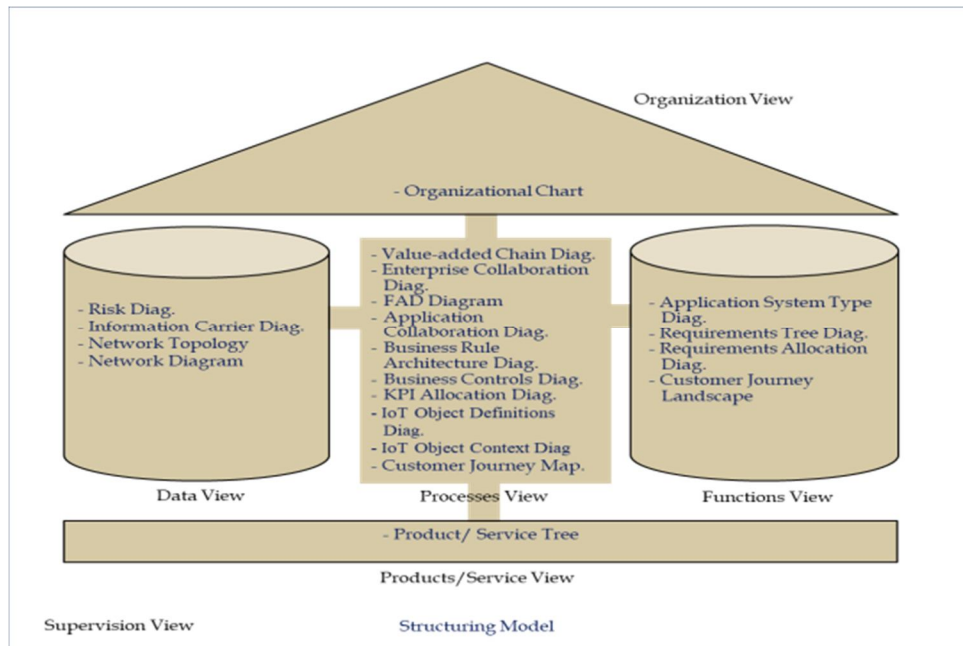 Organization View
- Organizational Chart
- Risk Diag.
- Information Carrier Diag.
- Network Topology
- Network Diagram
Data View
- Value-added Chain Diag.
- Enterprise Collaboration
Diag.
- FAD Diagram
- Application
Collaboration Diag.
- Business Rule
Architecture Diag.
- Business Controls Diag.
- KPI Allocation Diag.
- IoT Object Definitions
Diag.
- IoT Object Context Diag
- Customer Journey Map.
Processes View
- Application System Type
Diag.
- Requirements Tree Diag.
- Requirements Allocation
Diag.
- Customer Journey
Landscape
Functions View
- Product/ Service Tree
Products/Service View
Supervision View
Structuring Model